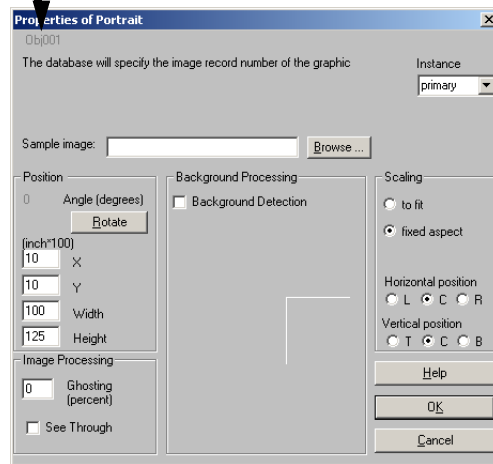 Properties of Portrait
Obj001
The database will specify the image record number of the graphic
Instance
primary
Sample image:
Browse ...
Position
0 Angle (degrees)
Rotate
(inch*100)
10 X
10 Y
100 Width
125 Height
Image Processing
0 Ghosting
(percent)
See Through
Background Processing
Background Detection
Scaling
to fit
fixed aspect
Horizontal position
L C R
Vertical position
T C B
Help
OK
Cancel